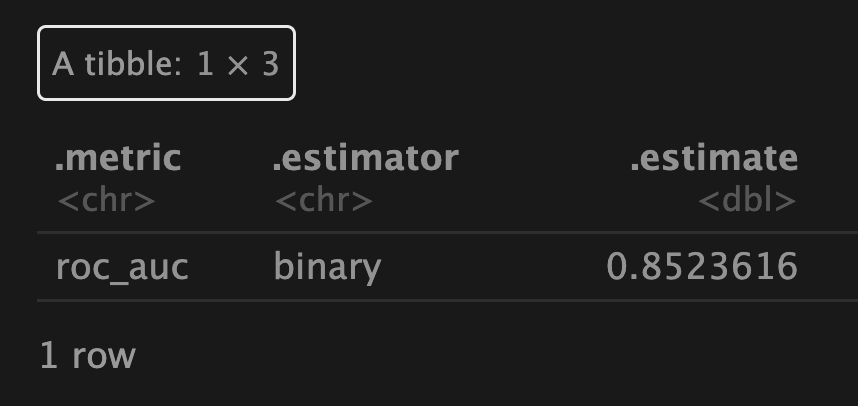 A tibble: 1 × 3
.metric .estimator .estimate
<chr> <chr> <dbl>
roc_auc binary 0.8523616
1 row